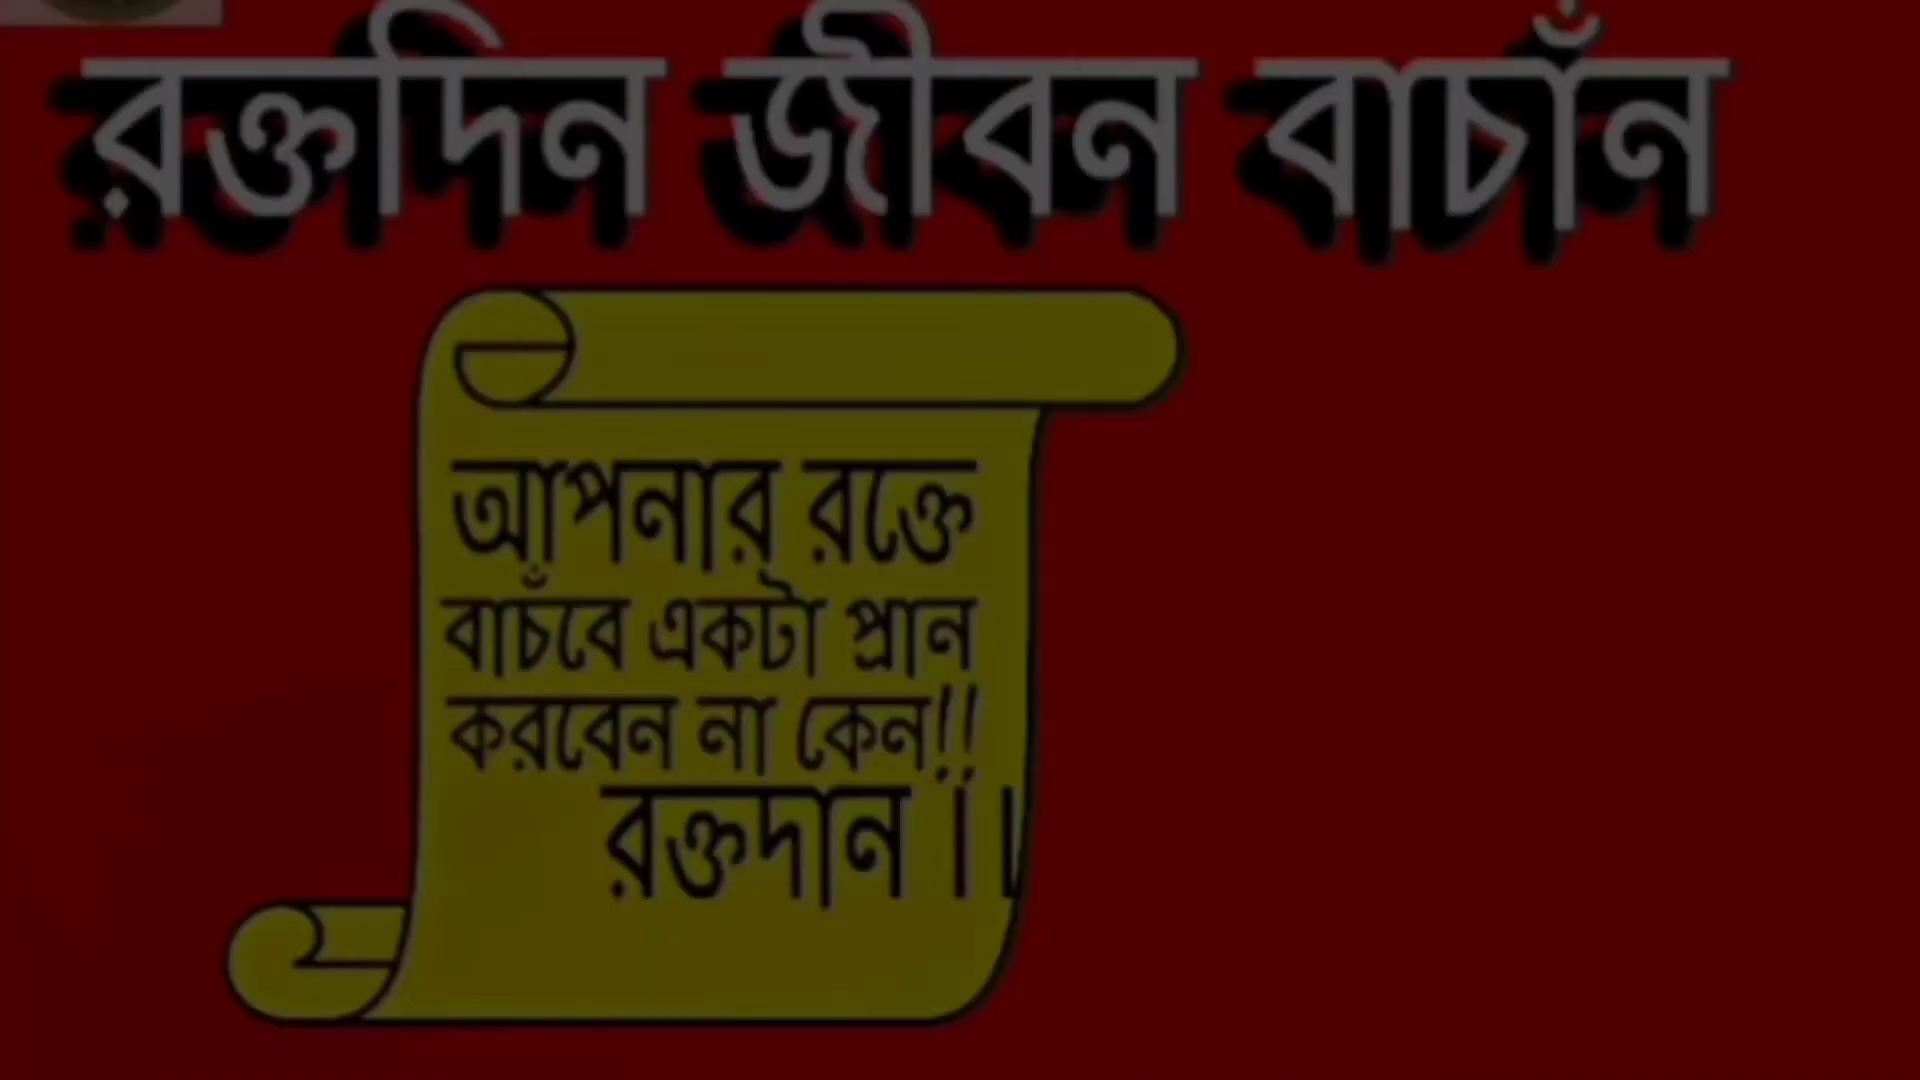 রক্তদিন জীবন বাচাঁন
আপনার রক্তে
বাচঁবে একটা প্রান
করবেন না কেন!!
রক্তদান ।।